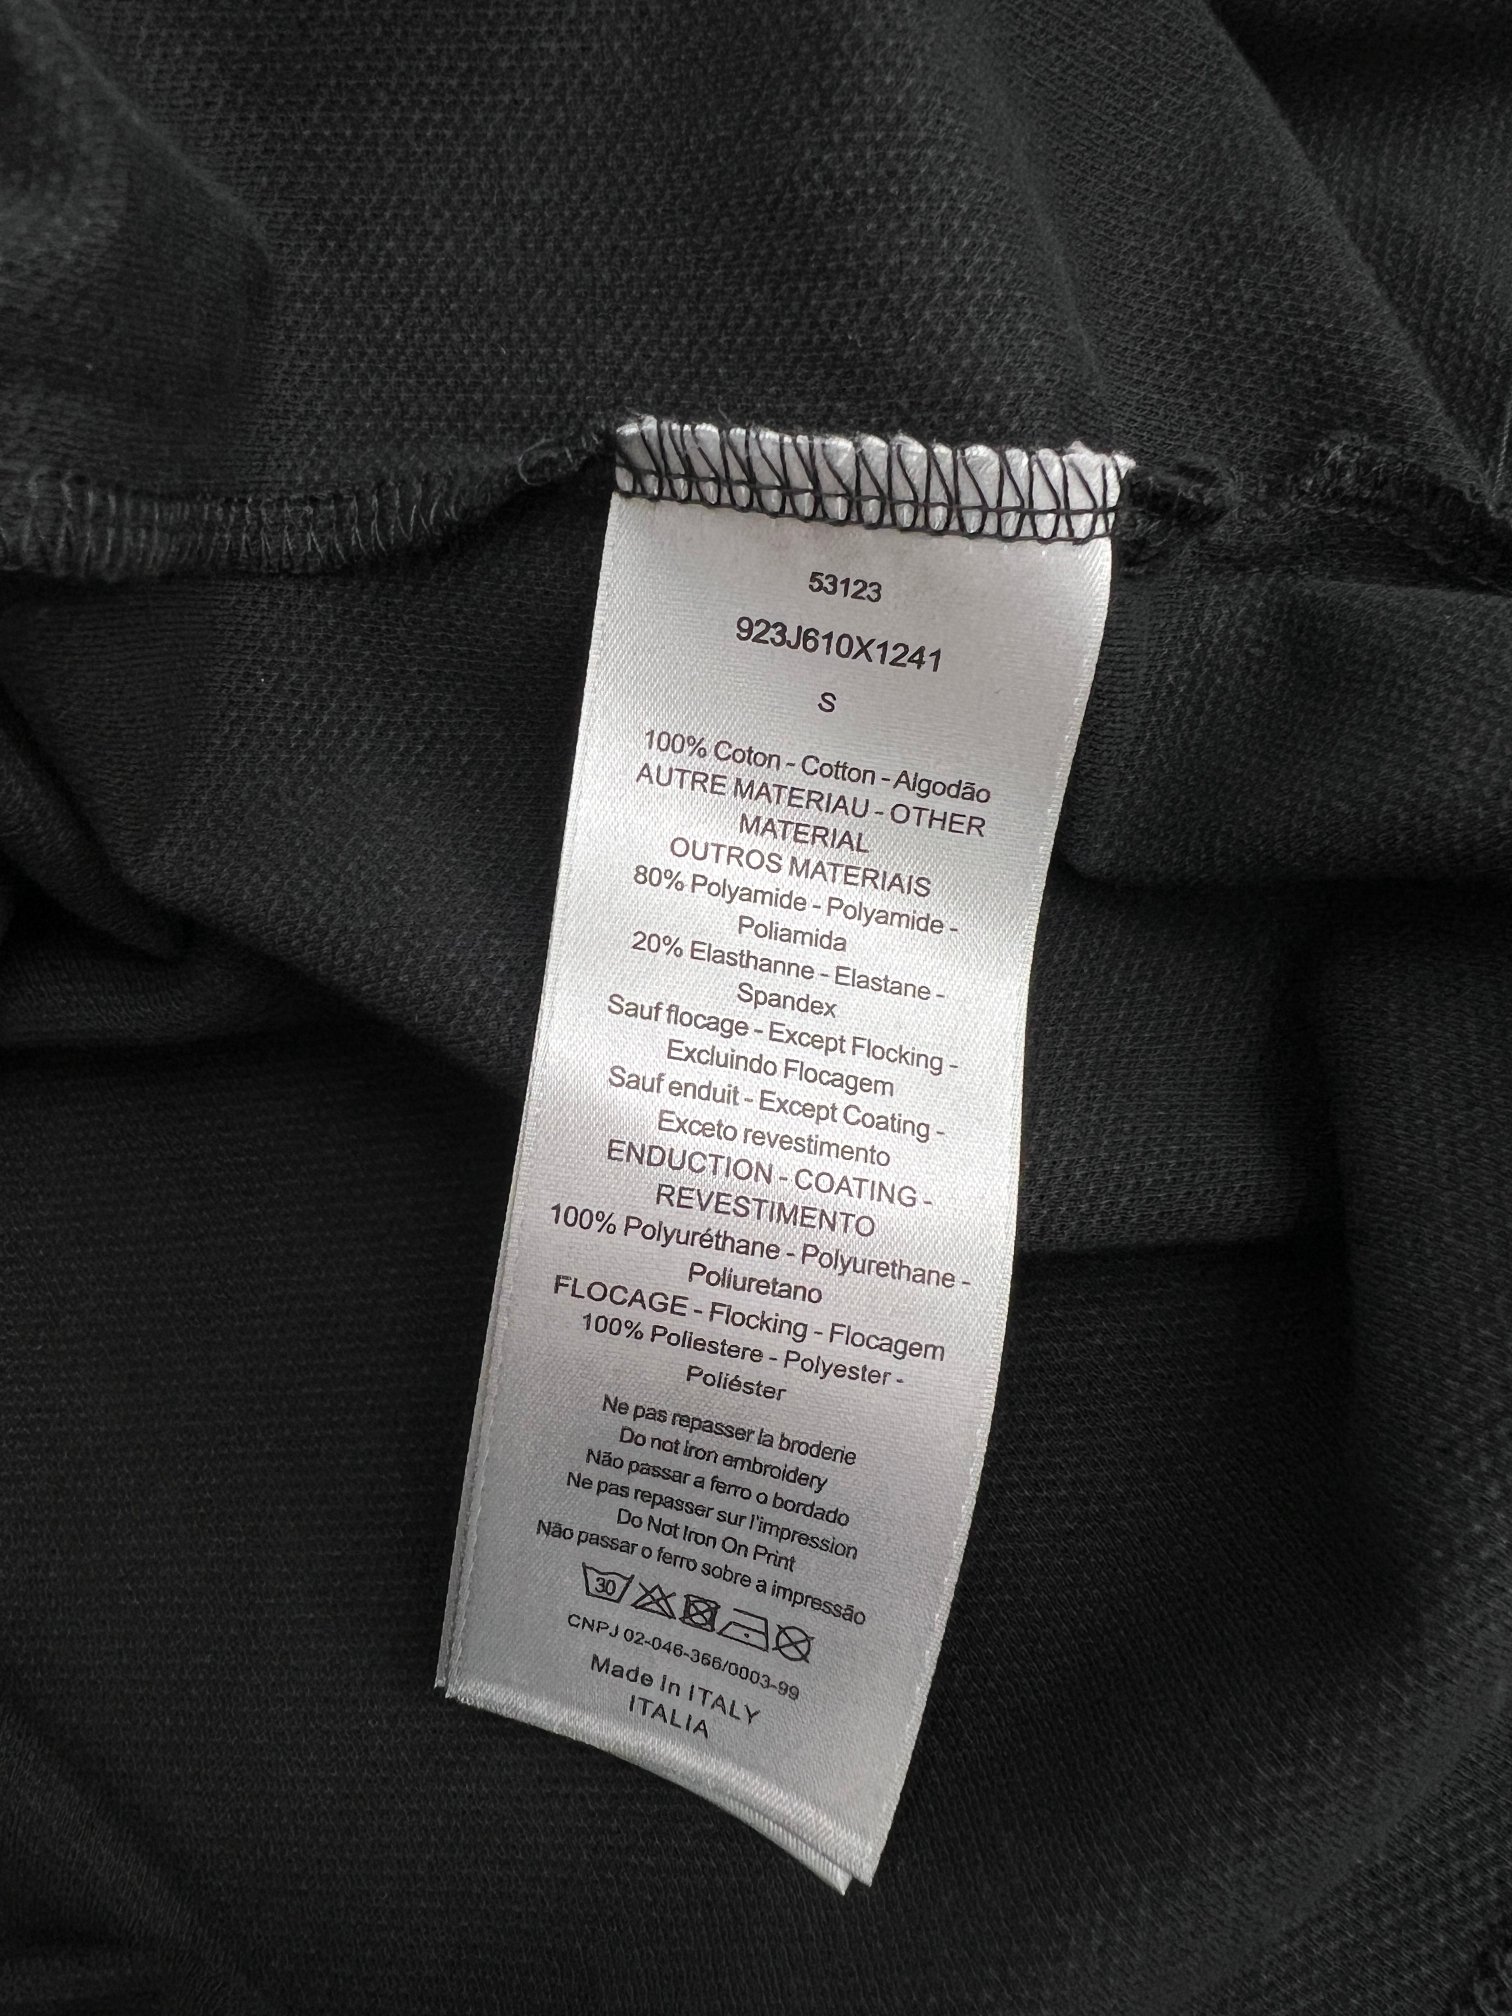 53123
923J610X1241
S
100% Coton - Cotton - Algodão
AUTRE MATERIAU - OTHER
MATERIAL
OUTROS MATERIAIS
80% Polyamide - Polyamide -
Poliamida
20% Elasthanne - Elastane -
Spandex
Sauf flocage - Except Flocking -
Excluindo Flocagem
Sauf enduit - Except Coating -
Exceto revestimento
ENDUCTION - COATING -
REVESTIMENTO
100% Polyuréthane - Polyurethane -
Poliuretano
FLOCAGE - Flocking - Flocagem
100% Poliestere - Polyester -
Poliéster
Ne pas repasser la broderie
Do not iron embroidery
Não passar a ferro o bordado
Ne pas repasser sur l'impression
Do Not Iron On Print
Não passar o ferro sobre a impressão
30
CNPJ 02-046-366/0003-99
Made In ITALY
ITALIA